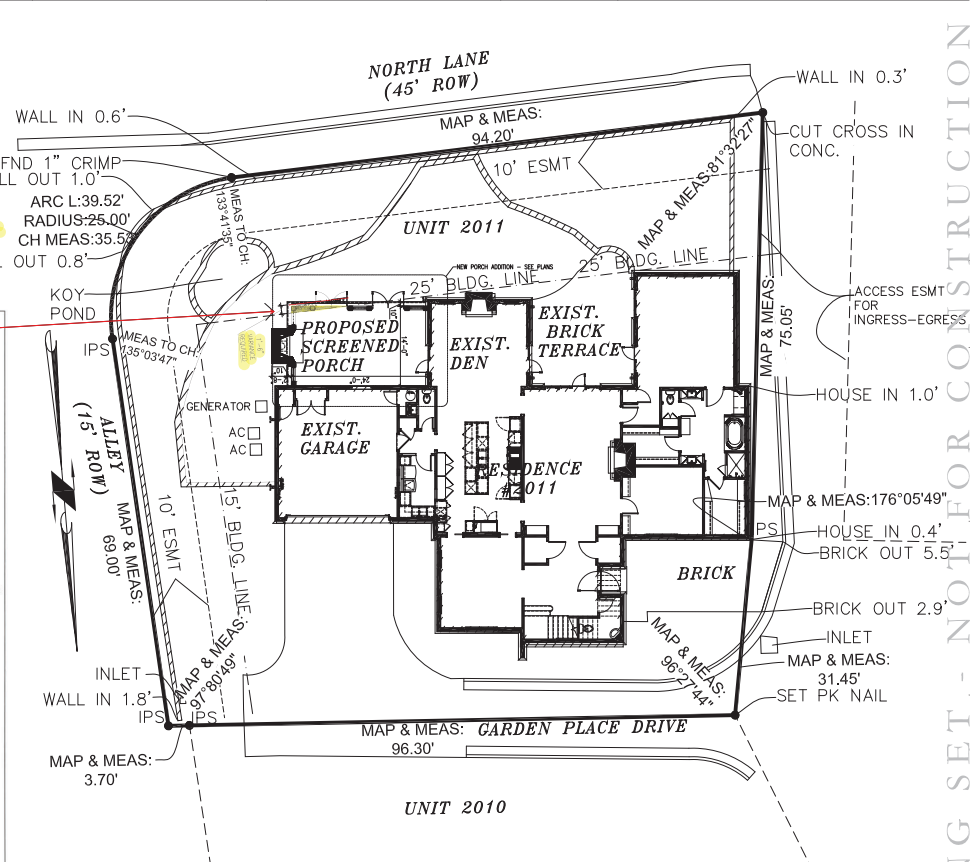 NORTH LANE
(45' ROW)
WALL IN 0.3'
WALL IN 0.6'
MAP & MEAS:
94.20'
CUT CROSS IN
CONC.
FND 1" CRIMP
LL OUT 1.0'
10' ESMT
MAP & MEAS:81°32'27"
ARC L:39.52'
RADIUS:25.00'
CH MEAS:35.5
MEAS TO CH:
133°41'35"
UNIT 2011
OUT 0.8'
NEW PORCH ADDITION - SEE PLANS
25' BLDG. LINE
25' BLDG. LINE
KOY
POND
MAP & MEAS:
75.05'
ACCESS ESMT
FOR
INGRESS-EGRESS
PROPOSED
SCREENED
PORCH
EXIST.
DEN
EXIST.
BRICK
TERRACE
IPS
MEAS TO CH:
135°03'47"
24'-0"
HOUSE IN 1.0'
GENERATOR
AC
AC
EXIST.
GARAGE
ALLEY
(15' ROW)
RESIDENCE
#2011
MAP & MEAS:176°05'49"
MAP & MEAS:
69.00'
10' ESMT
15' BLDG. LINE
PS
HOUSE IN 0.4'
BRICK OUT 5.5'
BRICK
BRICK OUT 2.9'
INLET
MAP & MEAS:
31.45'
MAP & MEAS:
97°80'49"
MAP & MEAS:
96°27'44"
INLET
WALL IN 1.8'
SET PK NAIL
IPS
IPS
MAP & MEAS:
96.30'
GARDEN PLACE DRIVE
MAP & MEAS:
3.70'
UNIT 2010
NG SET - NOT FOR CONSTRUCTION